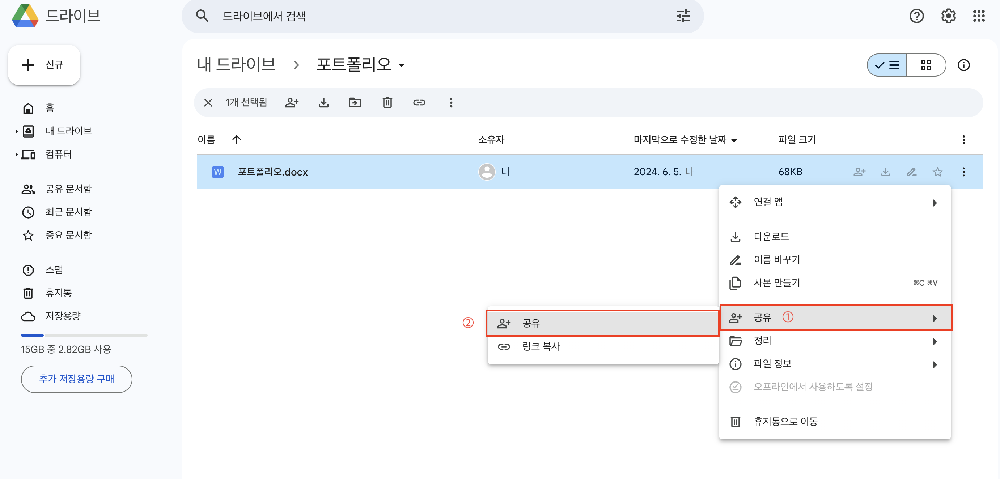 드라이브
드라이브에서 검색
신규
내 드라이브
포트폴리오
홈
내 드라이브
컴퓨터
공유 문서함
최근 문서함
중요 문서함
스팸
휴지통
저장용량
15GB 중 2.82GB 사용
추가 저장용량 구매
1개 선택됨
이름 소유자 마지막으로 수정한 날짜 파일 크기
W 포트폴리오.docx 나 2024. 6. 5. 나 68KB
연결 앱
다운로드
이름 바꾸기
사본 만들기 ⌘C ⌘V
공유 ①
정리
파일 정보
오프라인에서 사용하도록 설정
휴지통으로 이동
② 공유
링크 복사